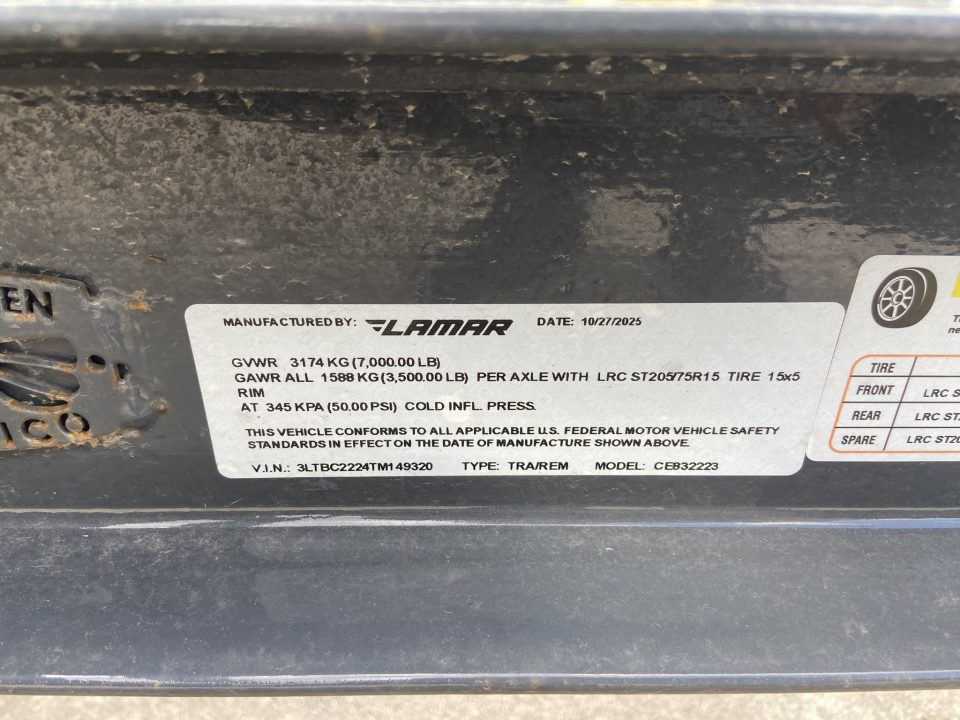 EN
ICO
MANUFACTURED BY: LAMAR DATE: 10/27/2025
GVWR 3174 KG (7,000.00 LB)
GAWR ALL 1588 KG (3,500.00 LB) PER AXLE WITH LRC ST205/75R15 TIRE 15x5
RIM
AT 345 KPA (50.00 PSI) COLD INFL. PRESS.
THIS VEHICLE CONFORMS TO ALL APPLICABLE U.S. FEDERAL MOTOR VEHICLE SAFETY
STANDARDS IN EFFECT ON THE DATE OF MANUFACTURE SHOWN ABOVE.
V.I.N.: 3LTBC2224TM149320 TYPE: TRA/REM MODEL: CE832223
TIRE
FRONT LRC S
REAR LRC ST
SPARE LRC ST20